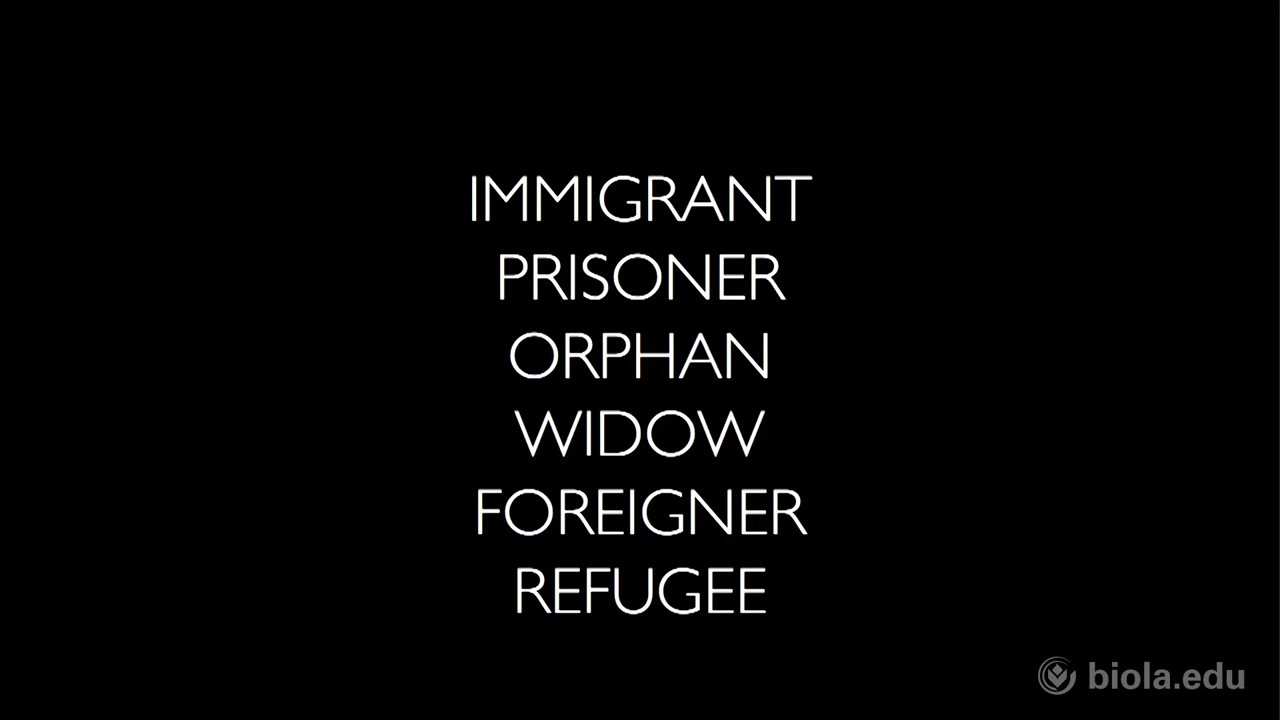 IMMIGRANT
PRISONER
ORPHAN
WIDOW
FOREIGNER
REFUGEE
biola.edu